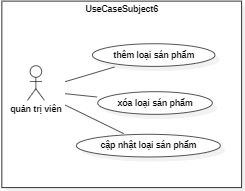 UseCaseSubject6
thêm loại sản phẩm
quản trị viên
xóa loại sản phẩm
cập nhật loại sản phẩm